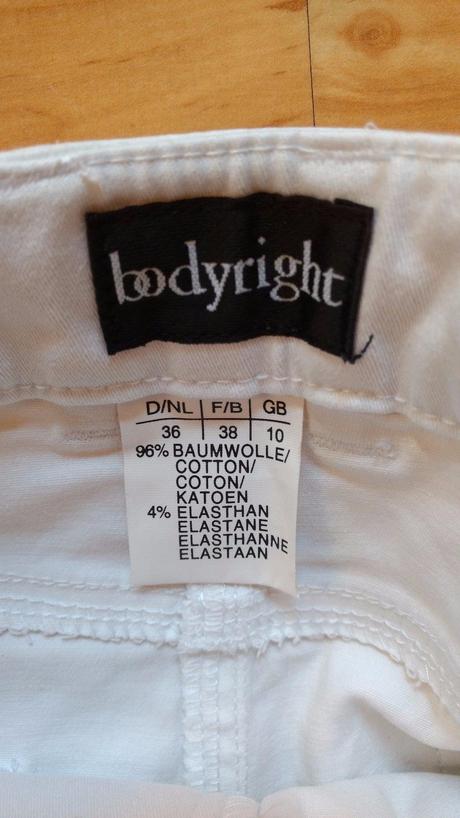 bodyright
D/NL F/B GB
36 38 10
96% BAUMWOLLE/
COTTON/
COTON/
KATOEN
4% ELASTHAN
ELASTANE
ELASTHANNE
ELASTAAN